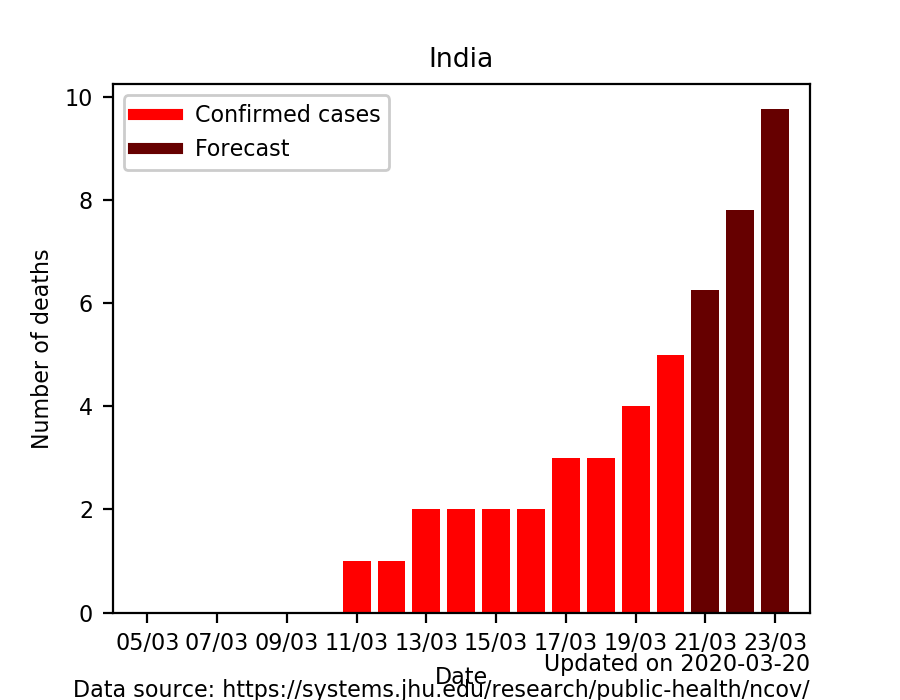 India
10
8
6
4
2
0
Number of deaths
Confirmed cases
Forecast
05/03 07/03 09/03 11/03 13/03 15/03 17/03 19/03 21/03 23/03
Updated on 2020-03-20
Date
Data source: https://systems.jhu.edu/research/public-health/ncov/